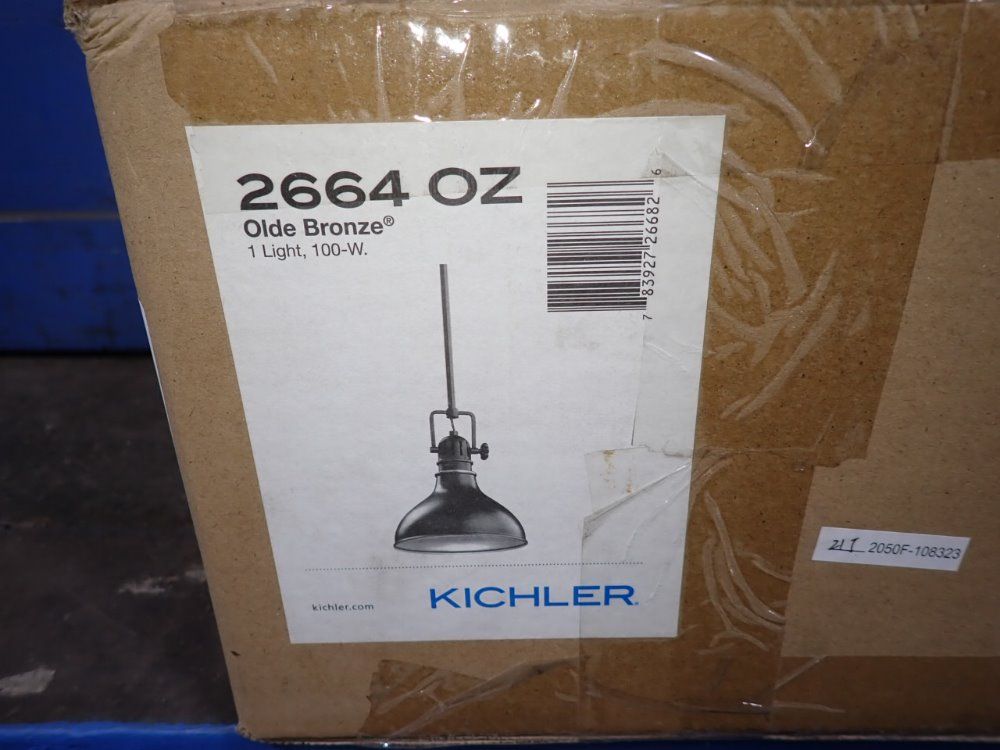 2664 OZ
Olde Bronze®
1 Light, 100-W.
7 83927 26682 6
kichler.com
KICHLER®
2050F-108323